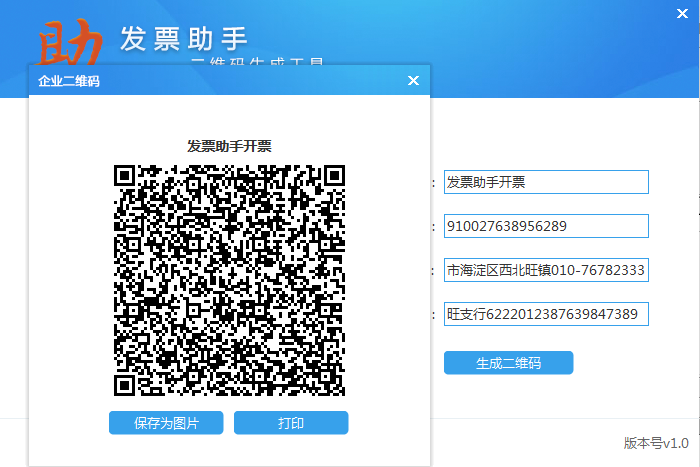 助
发票助手
二维码生成工具
企业二维码
发票助手开票
: 发票助手开票
: 910027638956289
: 市海淀区西北旺镇010-76782333
: 旺支行6222012387639847389
生成二维码
保存为图片
打印
版本号v1.0